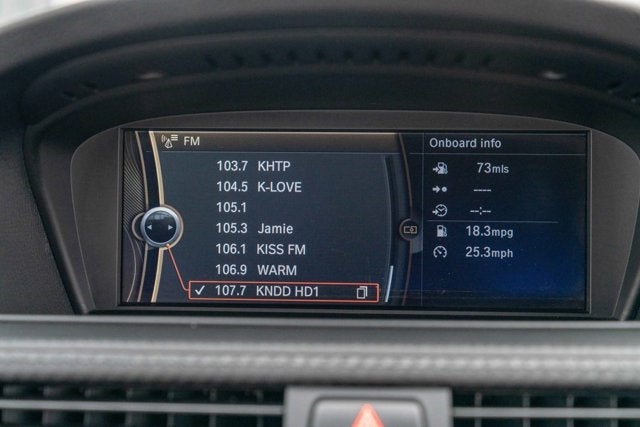 FM
103.7 KHTP
104.5 K-LOVE
105.1
105.3 Jamie
106.1 KISS FM
106.9 WARM
✓ 107.7 KNDD HD1
Onboard info
73mls
----
--:--
18.3mpg
25.3mph